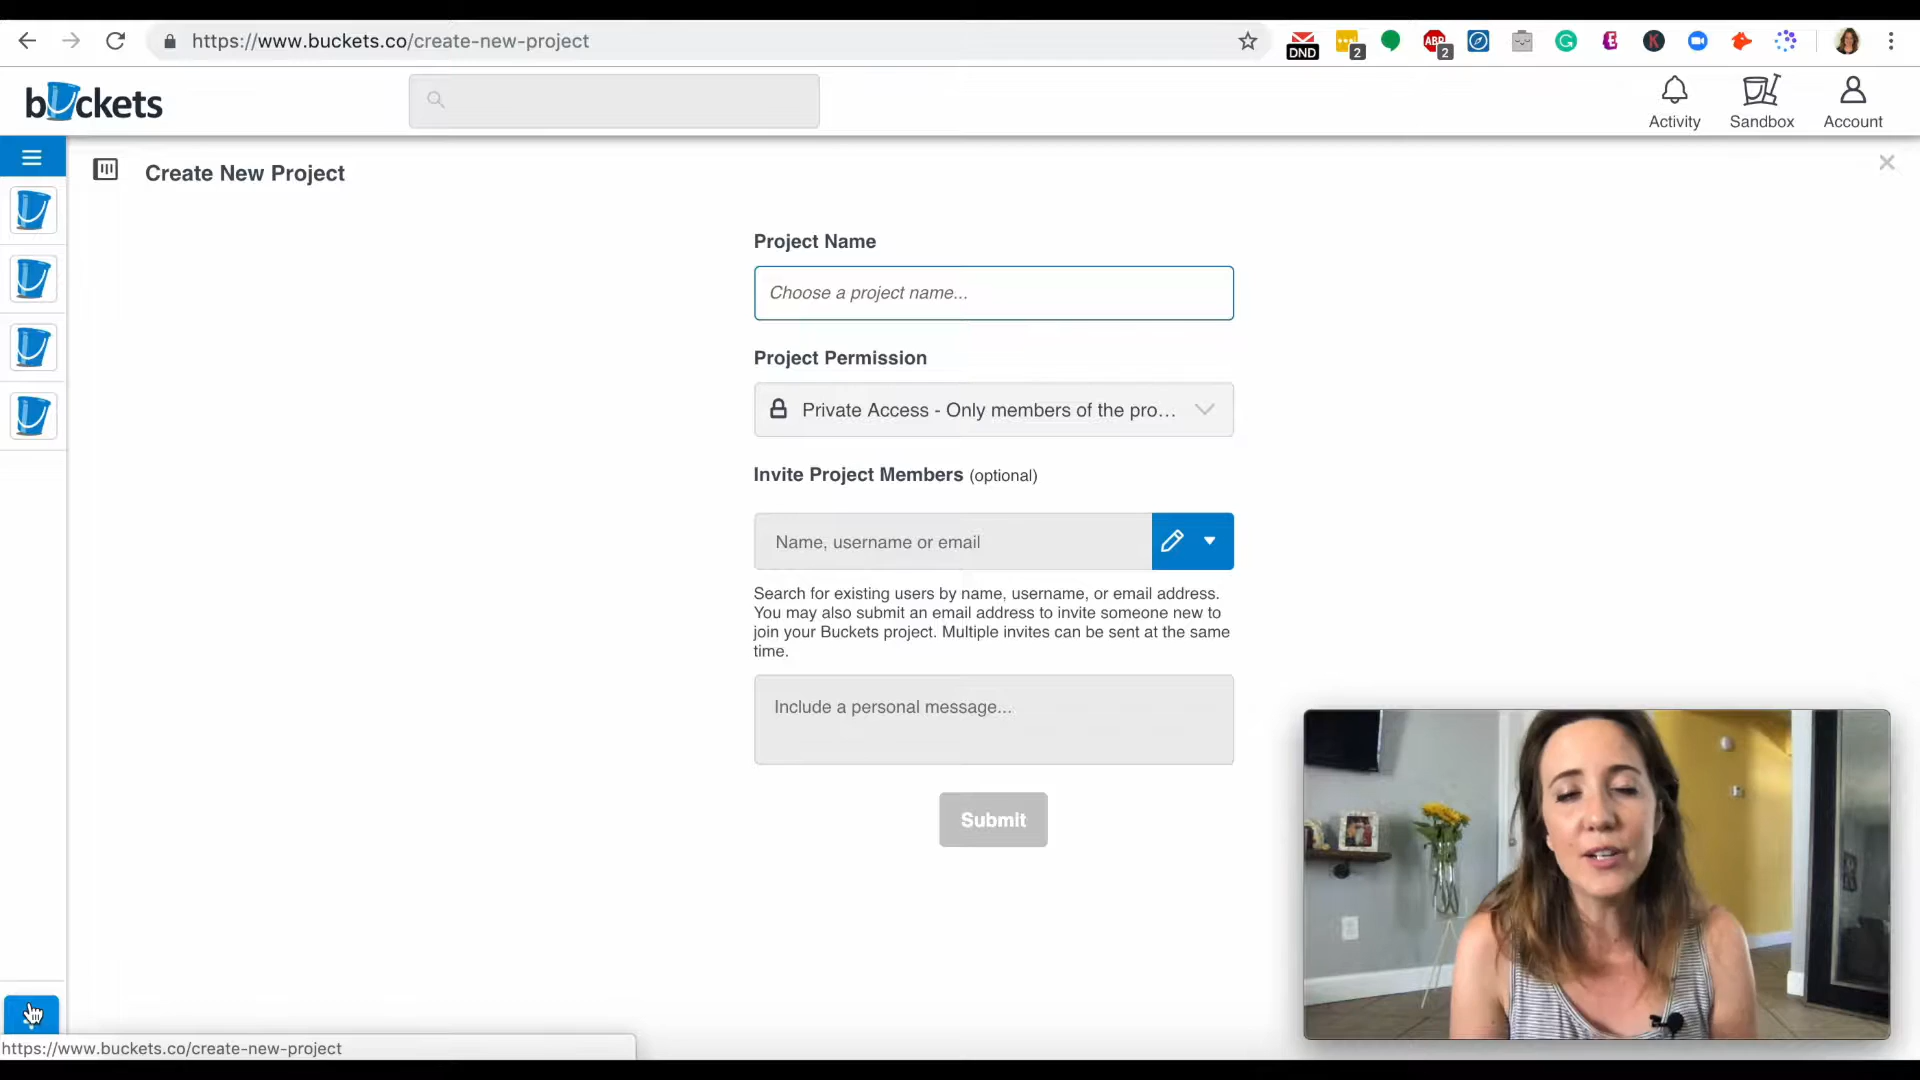 https://www.buckets.co/create-new-project
DND
2
ABP
2
buckets
Activity
Sandbox
Account
Create New Project
Project Name
Choose a project name...
Project Permission
Private Access - Only members of the pro...
Invite Project Members (optional)
Name, username or email
Search for existing users by name, username, or email address.
You may also submit an email address to invite someone new to
join your Buckets project. Multiple invites can be sent at the same
time.
Include a personal message...
Submit
https://www.buckets.co/create-new-project